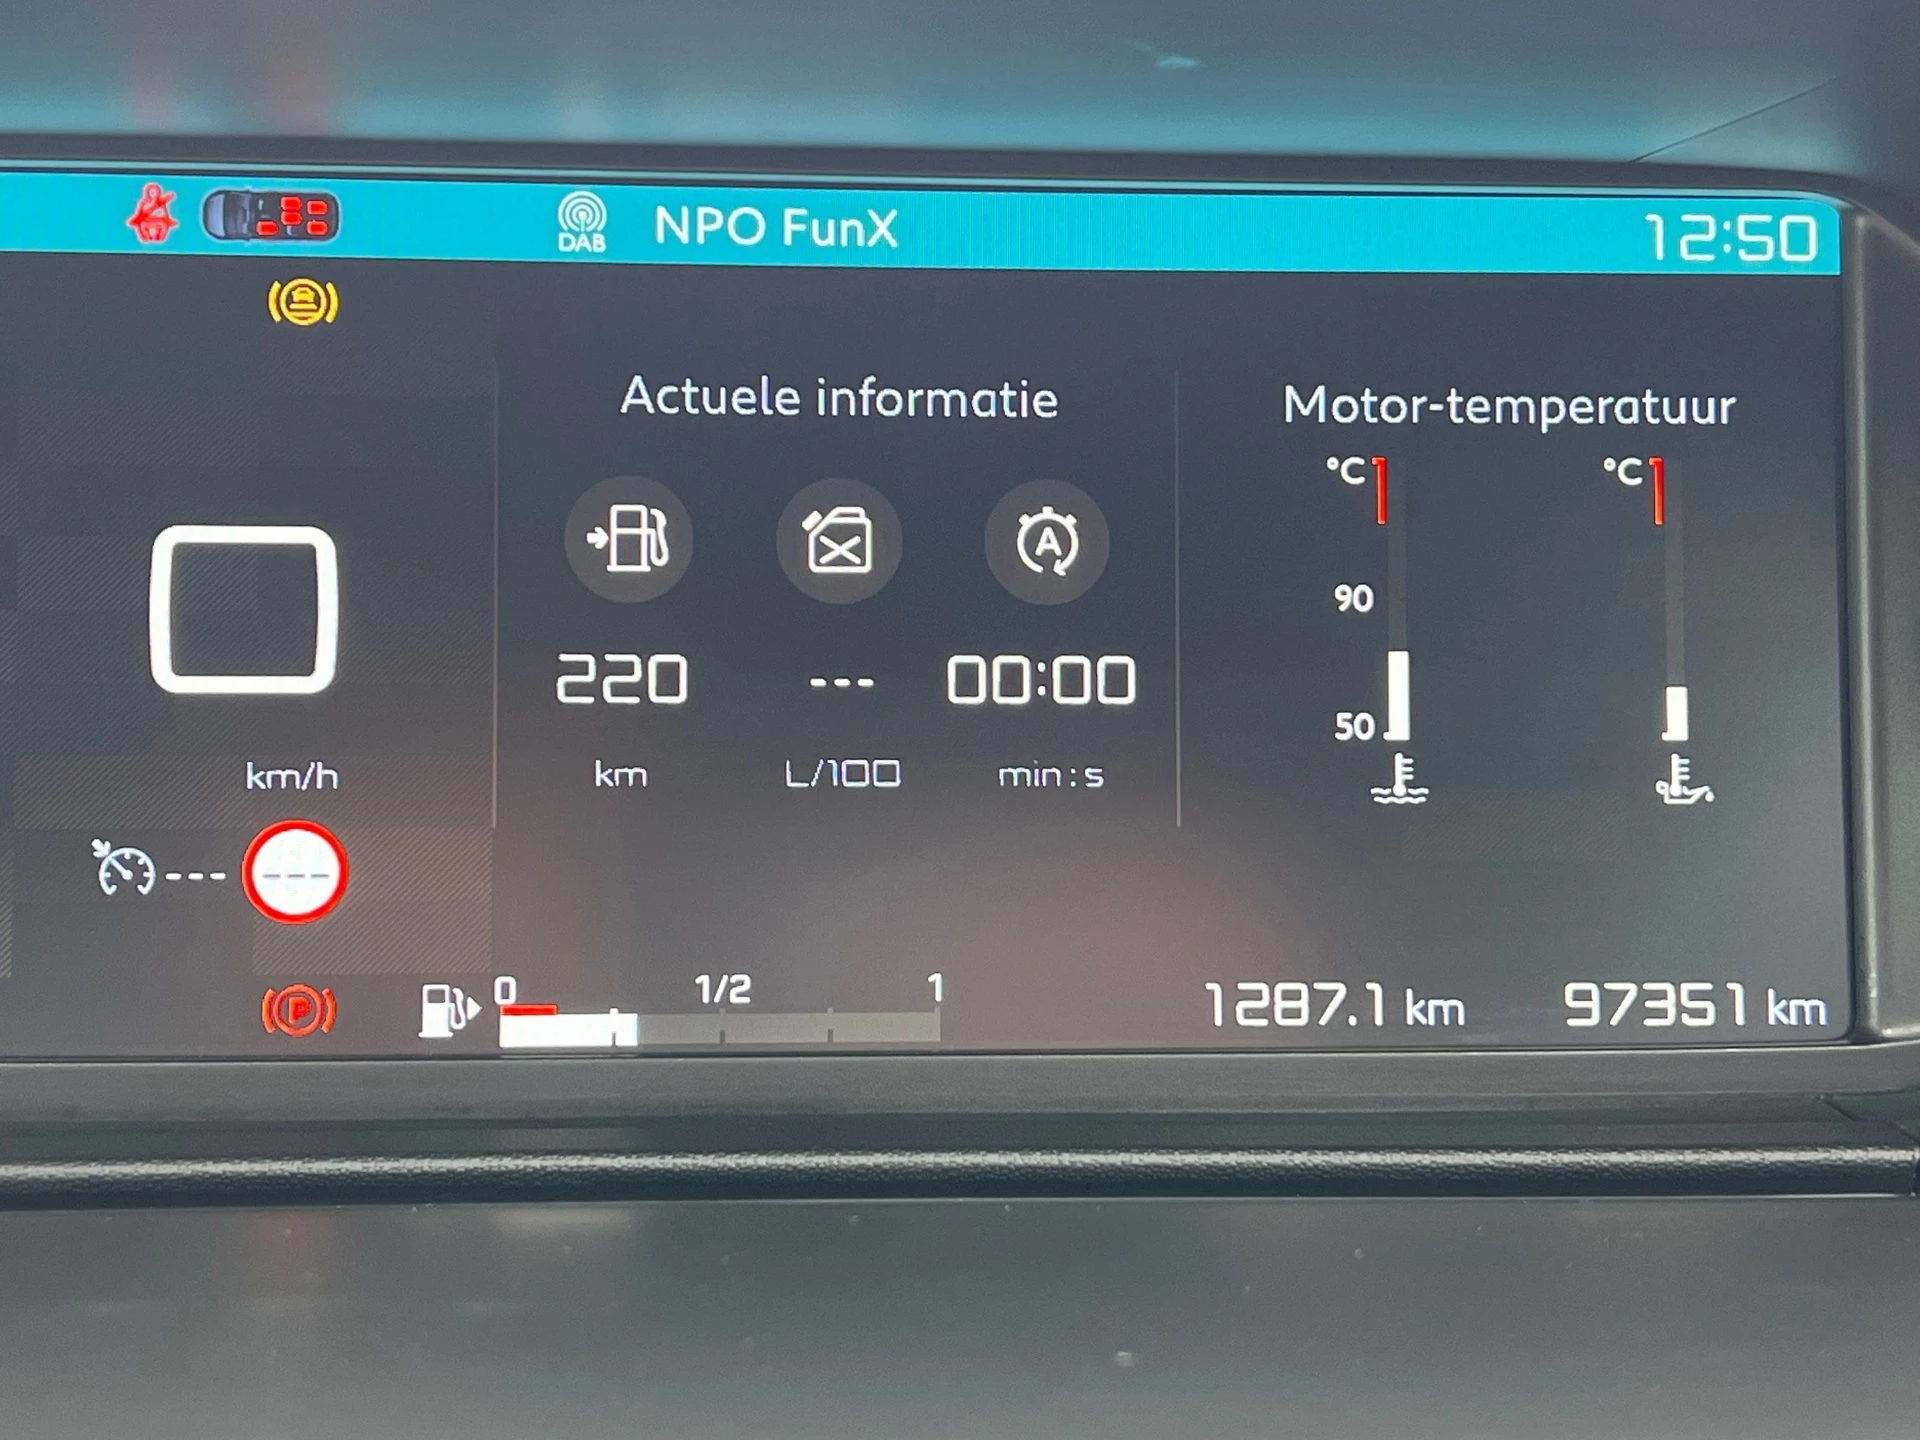 DAB NPO FunX 12:50
Actuele informatie
Motor-temperatuur
°C °C
A
90
220 --- 00:00
50
km L/100 min:s
0
km/h
---
---
P
0 1/2 1
1287.1 km 97351 km